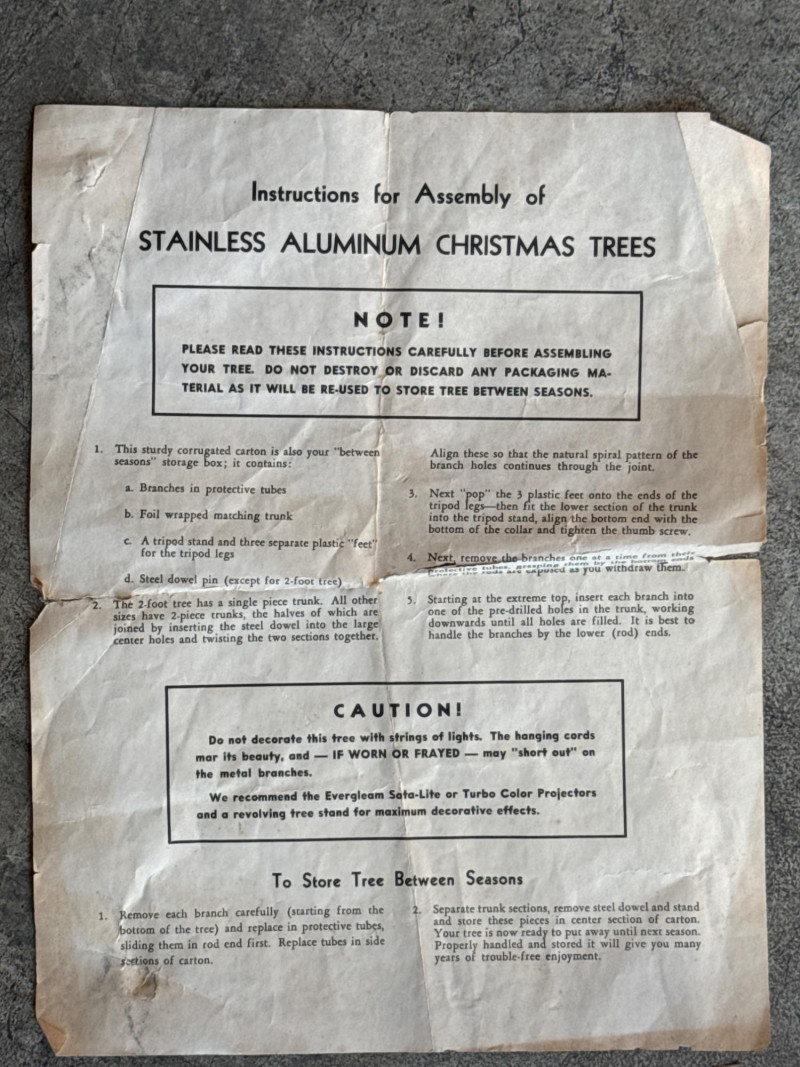 Instructions for Assembly of
STAINLESS ALUMINUM CHRISTMAS TREES
NOTE!
PLEASE READ THESE INSTRUCTIONS CAREFULLY BEFORE ASSEMBLING
YOUR TREE. DO NOT DESTROY OR DISCARD ANY PACKAGING MA-
TERIAL AS IT WILL BE RE-USED TO STORE TREE BETWEEN SEASONS.
1. This sturdy corrugated carton is also your "between
seasons" storage box; it contains:
a. Branches in protective tubes
b. Foil wrapped matching trunk
c. A tripod stand and three separate plastic "feet"
for the tripod legs
d. Steel dowel pin (except for 2-foot tree)
2. The 2-foot tree has a single piece trunk. All other
sizes have 2-piece trunks, the halves of which are
joined by inserting the steel dowel into the large
center holes and twisting the two sections together.
Align these so that the natural spiral pattern of the
branch holes continues through the joint.
3. Next "pop" the 3 plastic feet onto the ends of the
tripod legs—then fit the lower section of the trunk
into the tripod stand, align the bottom end with the
bottom of the collar and tighten the thumb screw.
4. Next, remove the branches one at a time from their
protective tubes, grasping them by the bottom ends
where the rods are exposed as you withdraw them.
5. Starting at the extreme top, insert each branch into
one of the pre-drilled holes in the trunk, working
downwards until all holes are filled. It is best to
handle the branches by the lower (rod) ends.
CAUTION!
Do not decorate this tree with strings of lights. The hanging cords
mar its beauty, and — IF WORN OR FRAYED — may "short out" on
the metal branches.
We recommend the Evergleam Sata-Lite or Turbo Color Projectors
and a revolving tree stand for maximum decorative effects.
To Store Tree Between Seasons
1. Remove each branch carefully (starting from the
bottom of the tree) and replace in protective tubes,
sliding them in rod end first. Replace tubes in side
sections of carton.
2. Separate trunk sections, remove steel dowel and stand
and store these pieces in center section of carton.
Your tree is now ready to put away until next season.
Properly handled and stored it will give you many
years of trouble-free enjoyment.